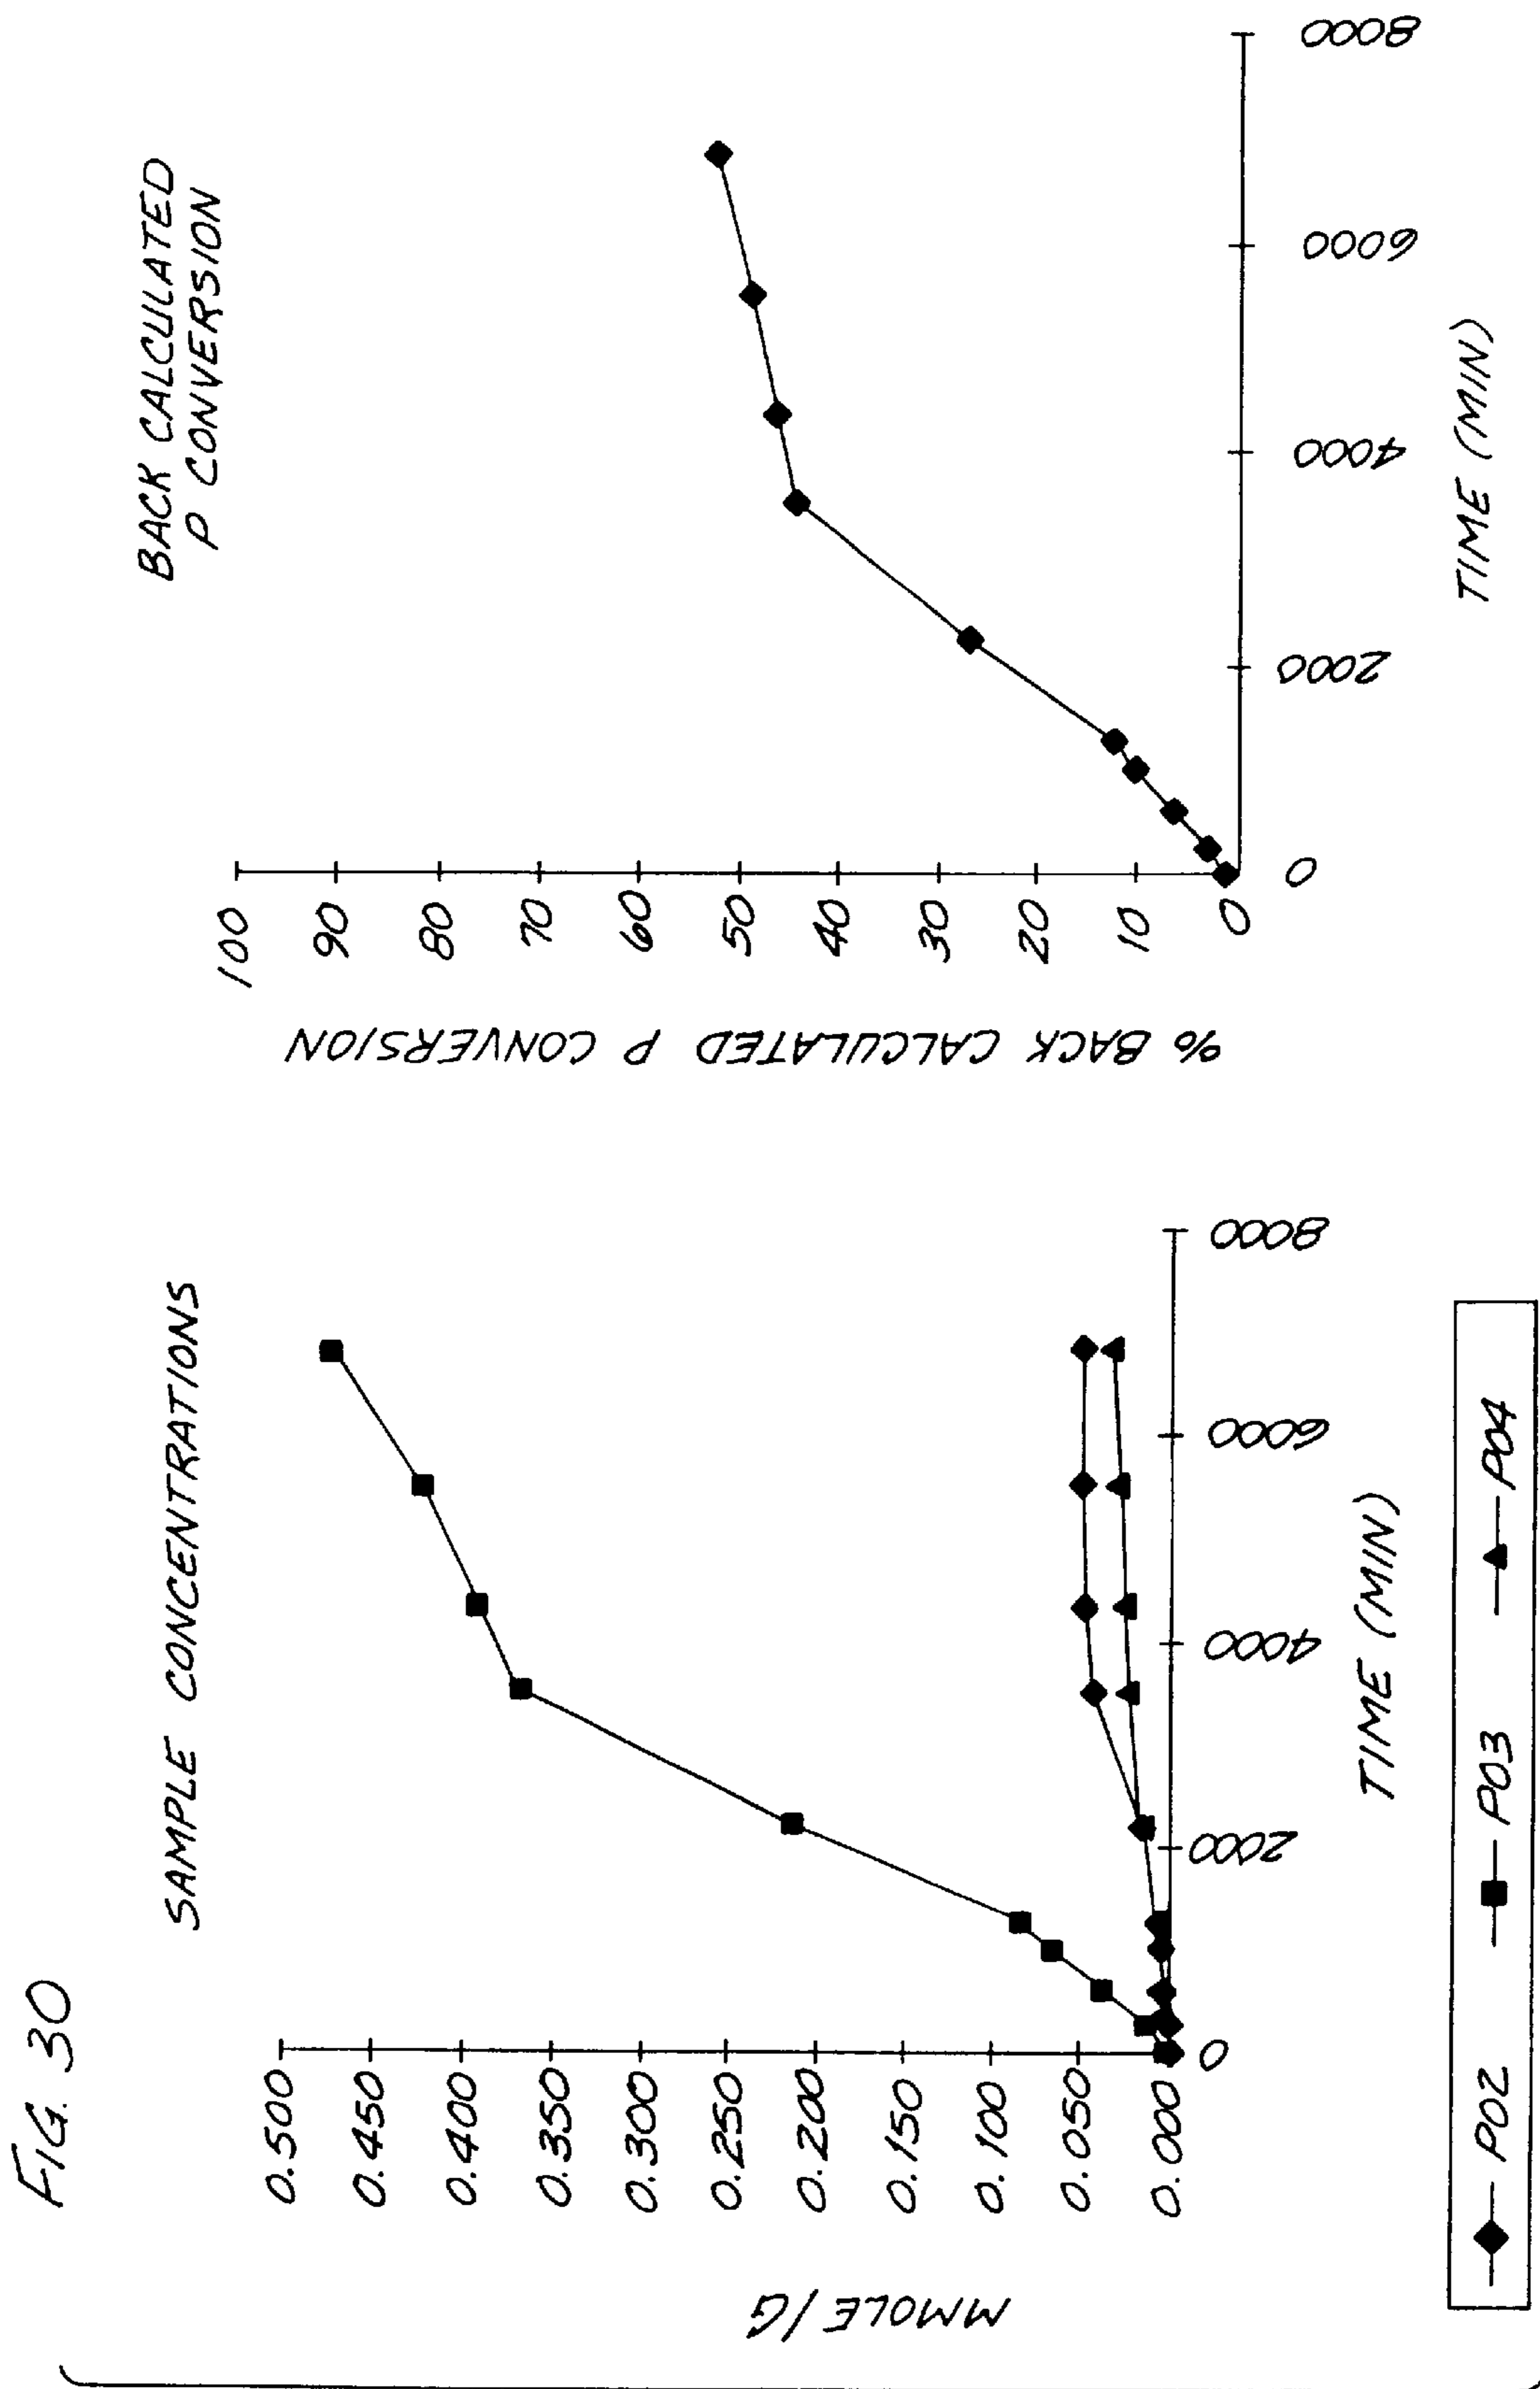 FIG. 30
SAMPLE CONCENTRATIONS
MMOLE/G
0.500
0.450
0.400
0.350
0.300
0.250
0.200
0.150
0.100
0.050
0.000
0
2000
4000
6000
8000
TIME (MIN)
P02
P03
P04
BACK CALCULATED
P CONVERSION
% BACK CALCULATED P CONVERSION
100
90
80
70
60
50
40
30
20
10
0
0
2000
4000
6000
8000
TIME (MIN)